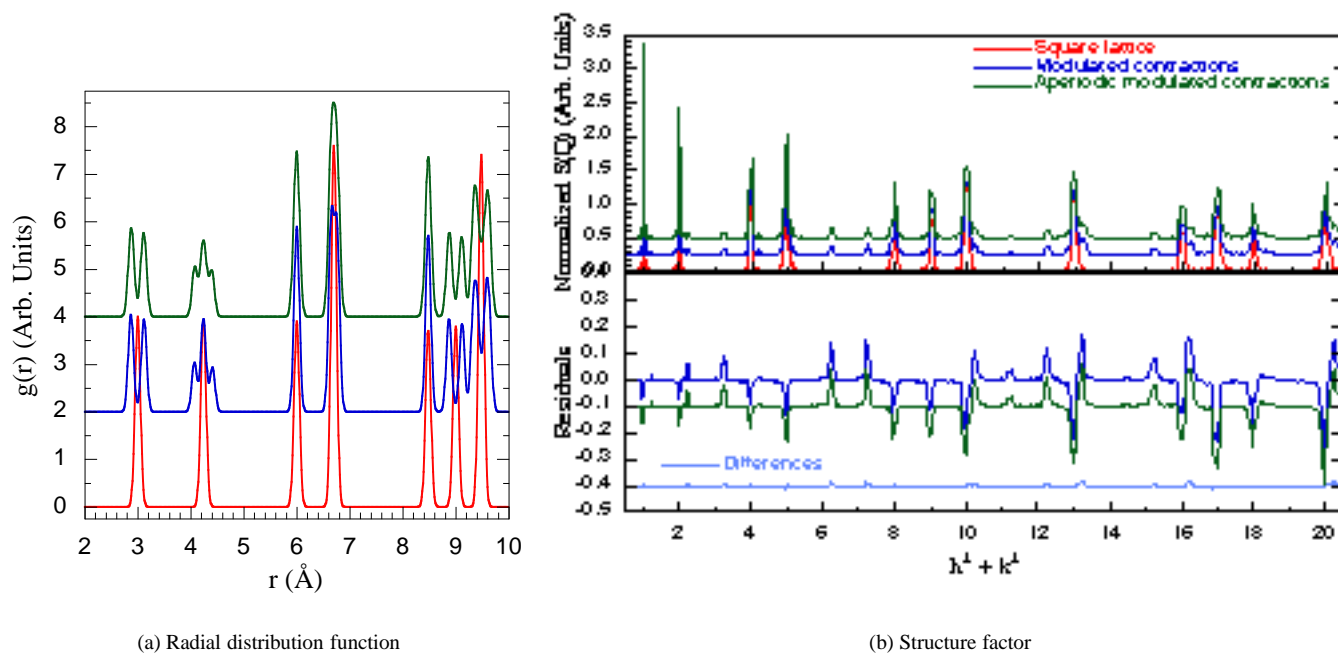 8
7
6
5
4
3
2
1
0
g(r) (Arb. Units)
2 3 4 5 6 7 8 9 10
r (Å)
(a) Radial distribution function
3.5
3.0
2.5
2.0
1.5
1.0
0.5
Normalized S(Q) (Arb. Units)
Square lattice
Modulated contractions
Aperiodic modulated contractions
0.3
0.2
0.1
0.0
-0.1
-0.2
-0.3
-0.4
-0.5
Residuals
Differences
2 4 6 8 10 12 14 16 18 20
(b) Structure factor